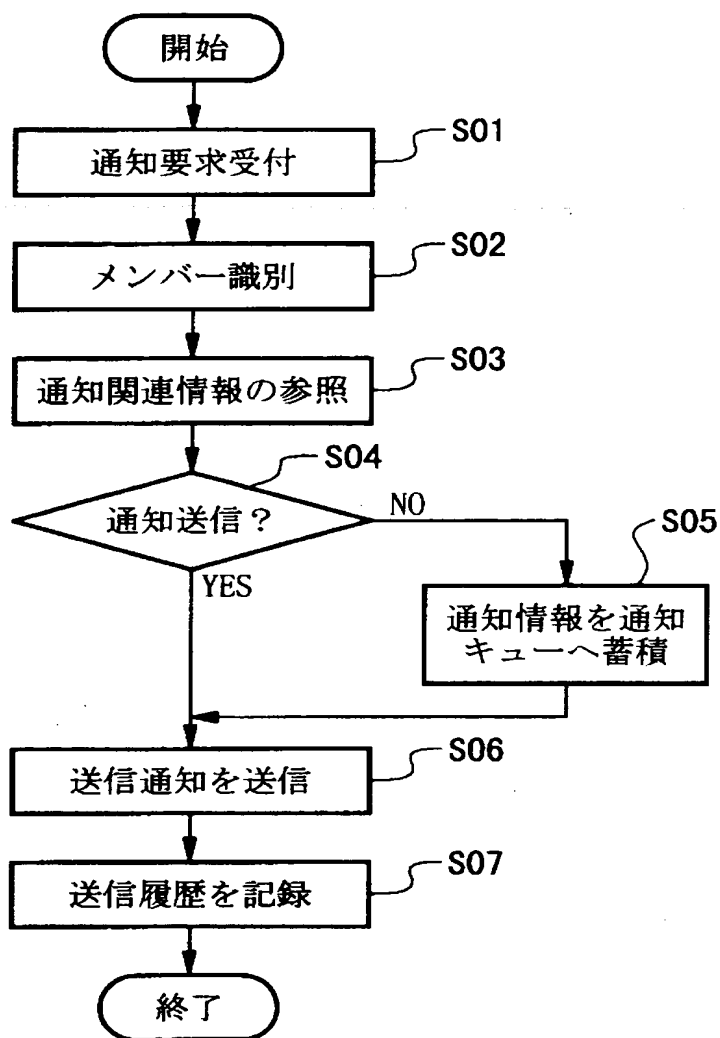 開始
S01
通知要求受付
S02
メンバー識別
S03
通知関連情報の参照
S04
通知送信?
NO
YES
S05
通知情報を通知
キューへ蓄積
S06
送信通知を送信
S07
送信履歴を記録
終了